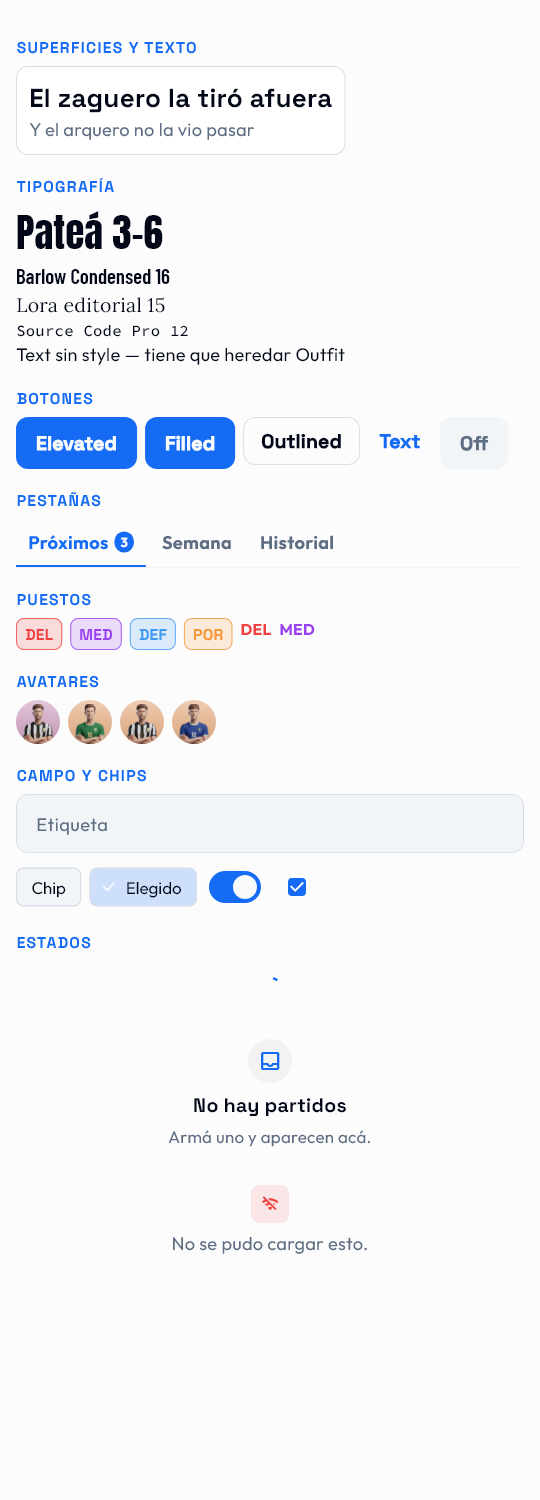 SUPERFICIES Y TEXTO
El zaguero la tiró afuera
Y el arquero no la vio pasar
TIPOGRAFÍA
Pateá 3-6
Barlow Condensed 16
Lora editorial 15
Source Code Pro 12
Text sin style — tiene que heredar Outfit
BOTONES
Elevated Filled Outlined Text Off
PESTAÑAS
Próximos 3 Semana Historial
PUESTOS
DEL MED DEF POR DEL MED
AVATARES
CAMPO Y CHIPS
Etiqueta
Chip Elegido
ESTADOS
No hay partidos
Armá uno y aparecen acá.
No se pudo cargar esto.